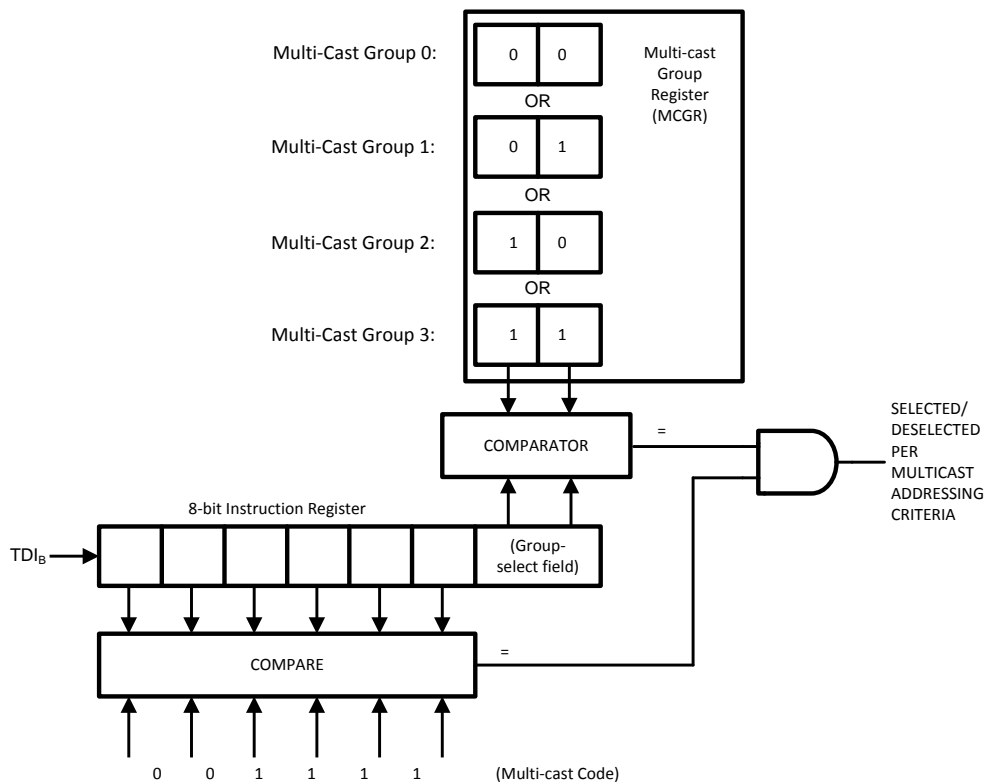 Multi-Cast Group 0:
0 0
Multi-cast
Group
Register
(MCGR)
OR
Multi-Cast Group 1:
0 1
OR
Multi-Cast Group 2:
1 0
OR
Multi-Cast Group 3:
1 1
COMPARATOR
=
SELECTED/
DESELECTED
PER
MULTICAST
ADDRESSING
CRITERIA
8-bit Instruction Register
TDIB
(Group-
select field)
COMPARE
=
0 0 1 1 1 1 (Multi-cast Code)